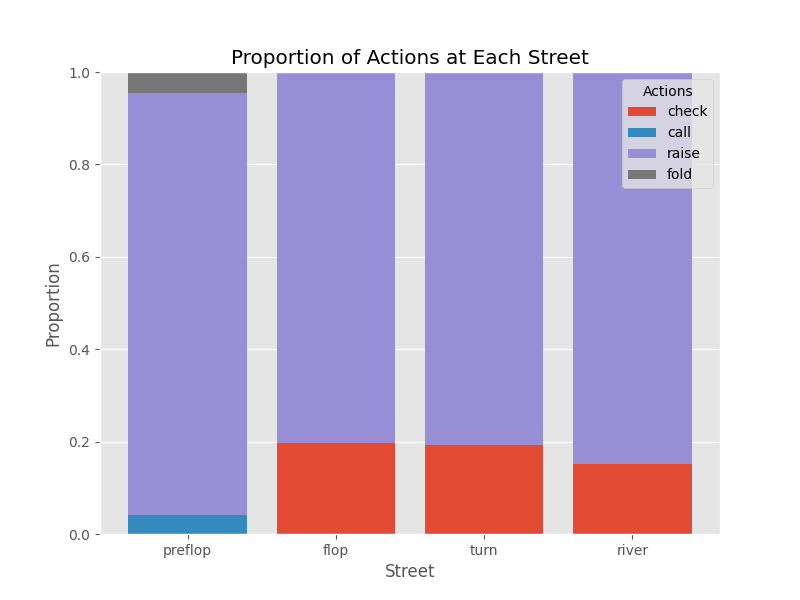 Proportion of Actions at Each Street
Actions
check
call
raise
fold
1.0
0.8
0.6
0.4
0.2
0.0
Proportion
preflop
flop
turn
river
Street